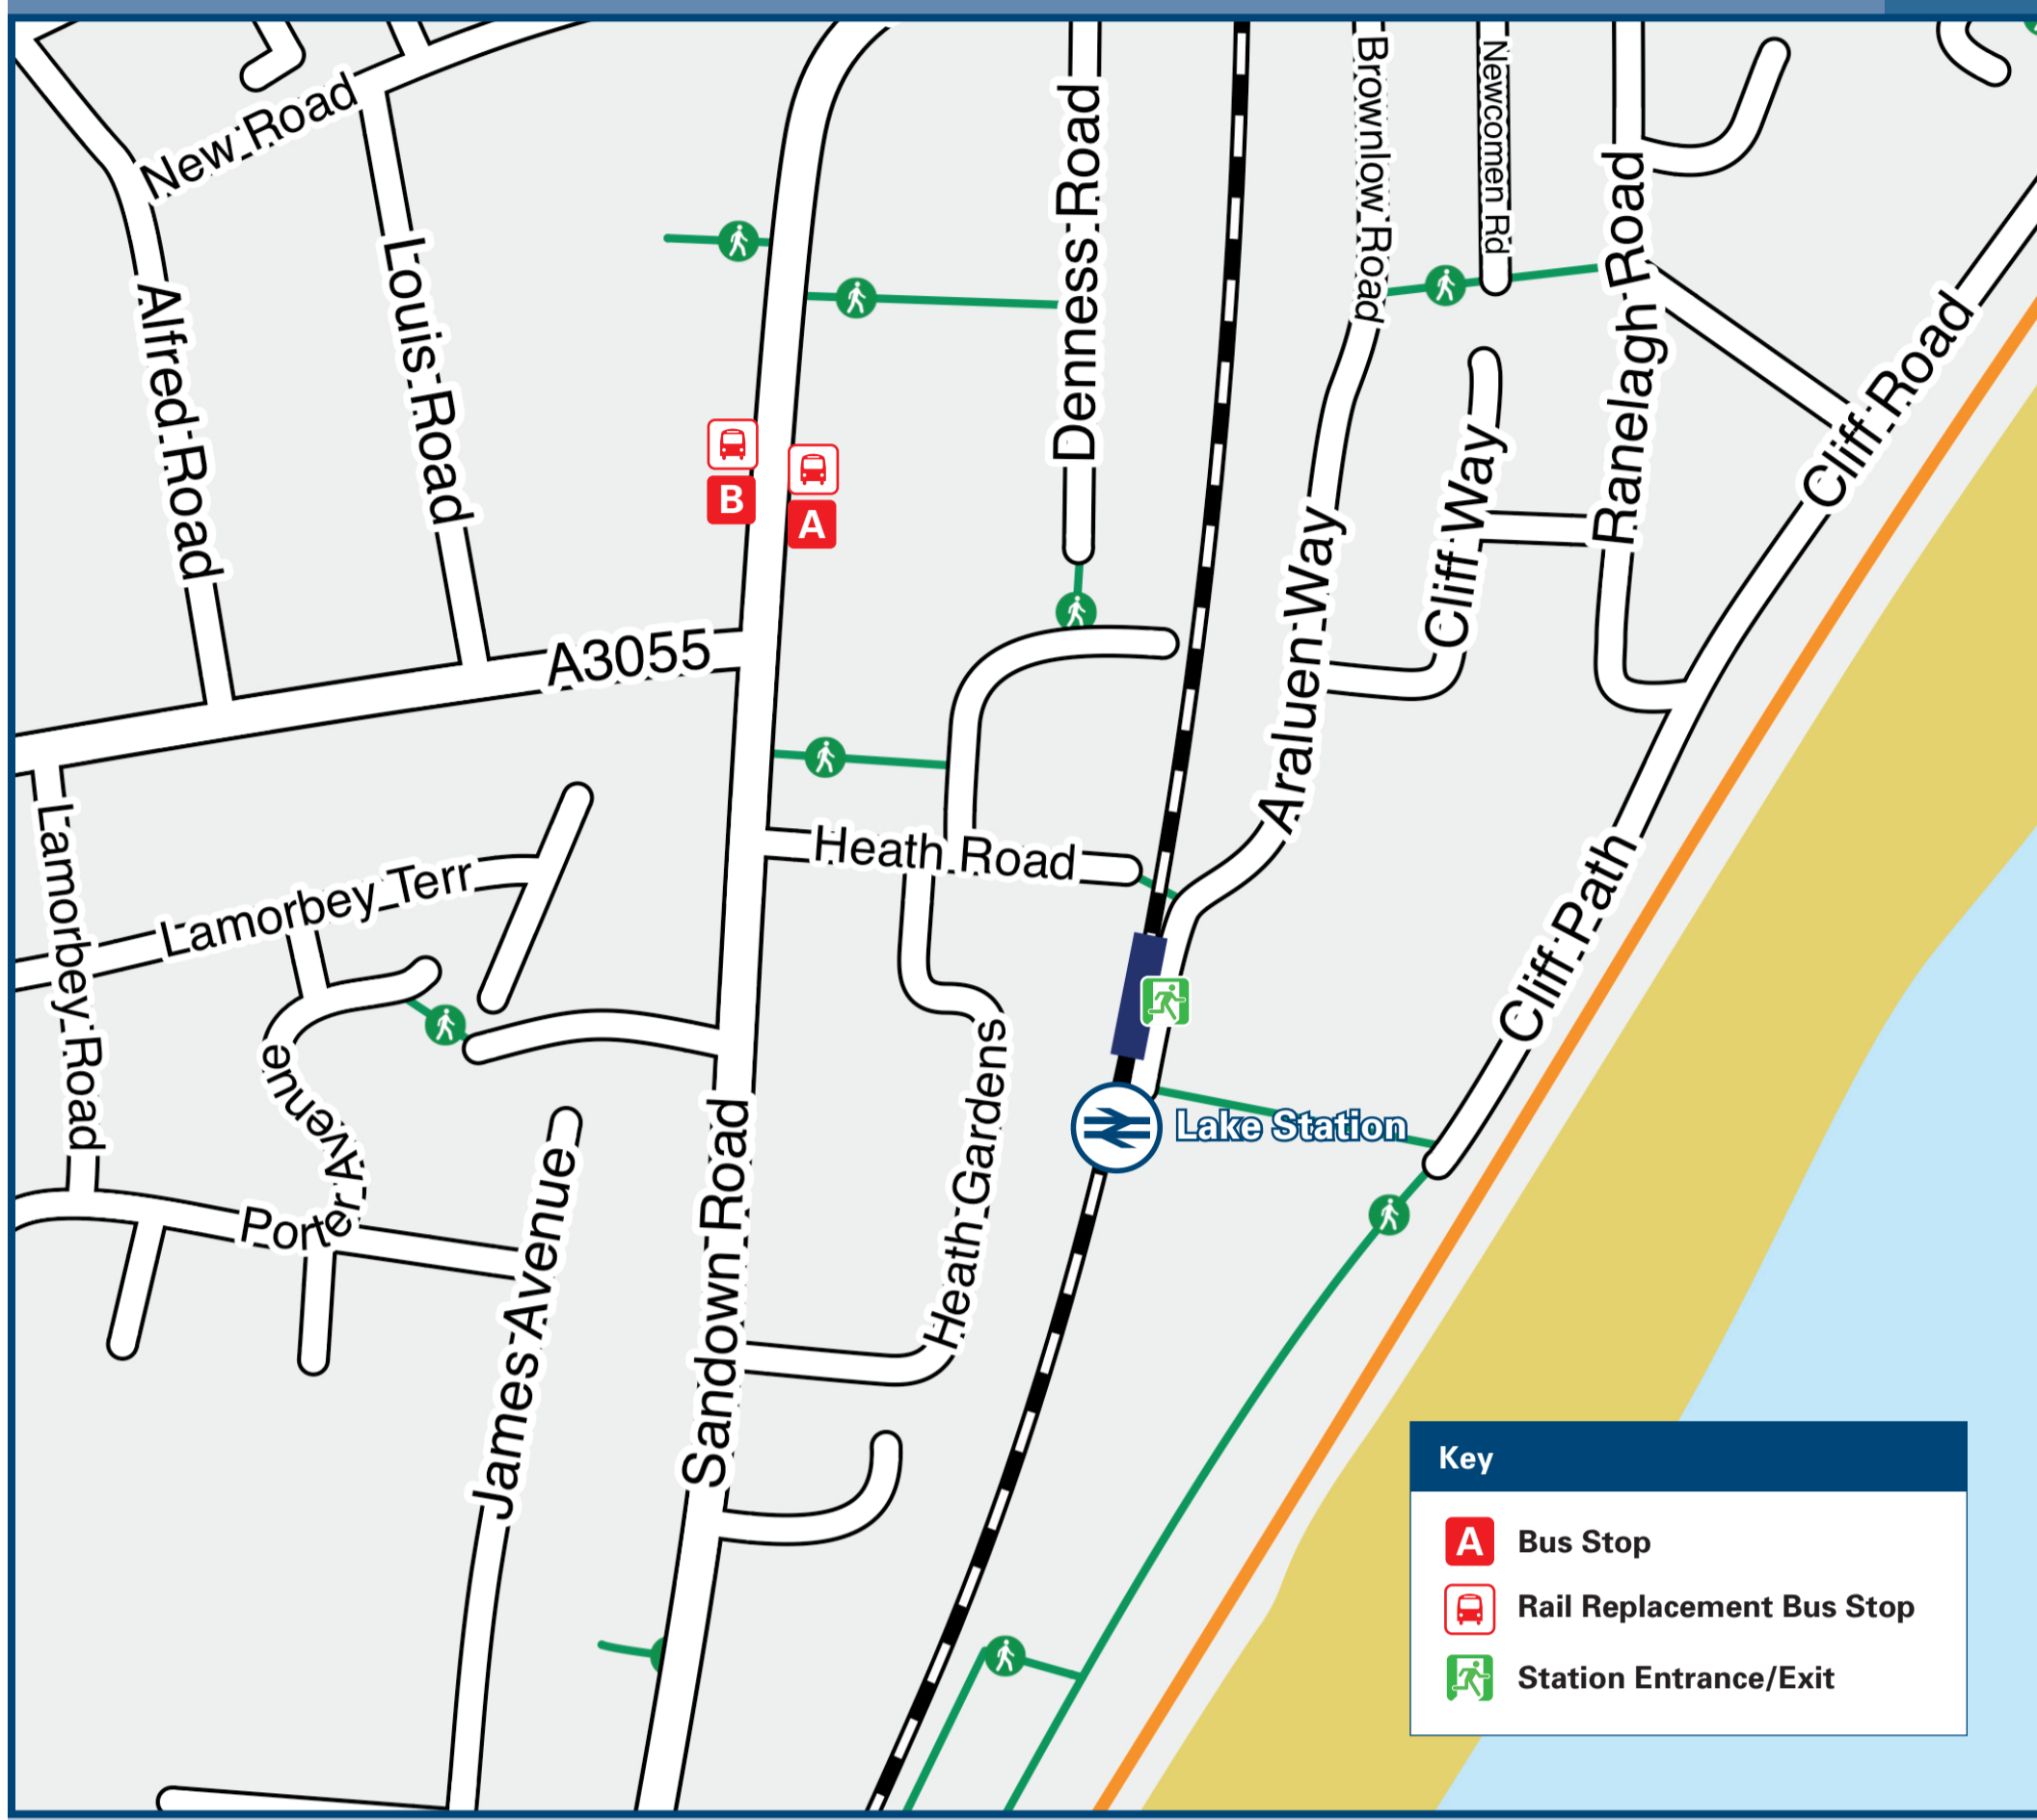 New Road
Brownlow Road
Newcomen Rd
Denness Road
Ranelagh Road
Louis Road
Alfred Road
Cliff Road
B
A
Cliff Way
A3055
Araluen Way
Heath Road
Lamorbey Road
Lamorbey Terr
Cliff Path
Porter Avenue
Heath Gardens
Lake Station
Sandown Road
James Avenue
Key
A Bus Stop
Rail Replacement Bus Stop
Station Entrance/Exit